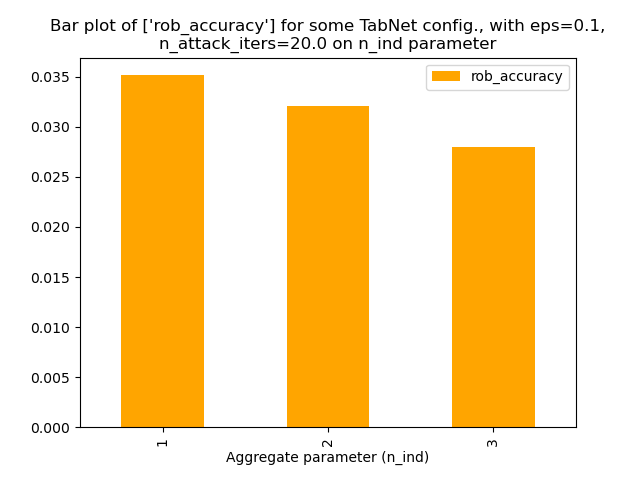 Bar plot of ['rob_accuracy'] for some TabNet config., with eps=0.1,
n_attack_iters=20.0 on n_ind parameter
rob_accuracy
0.035
0.030
0.025
0.020
0.015
0.010
0.005
0.000
1
2
3
Aggregate parameter (n_ind)